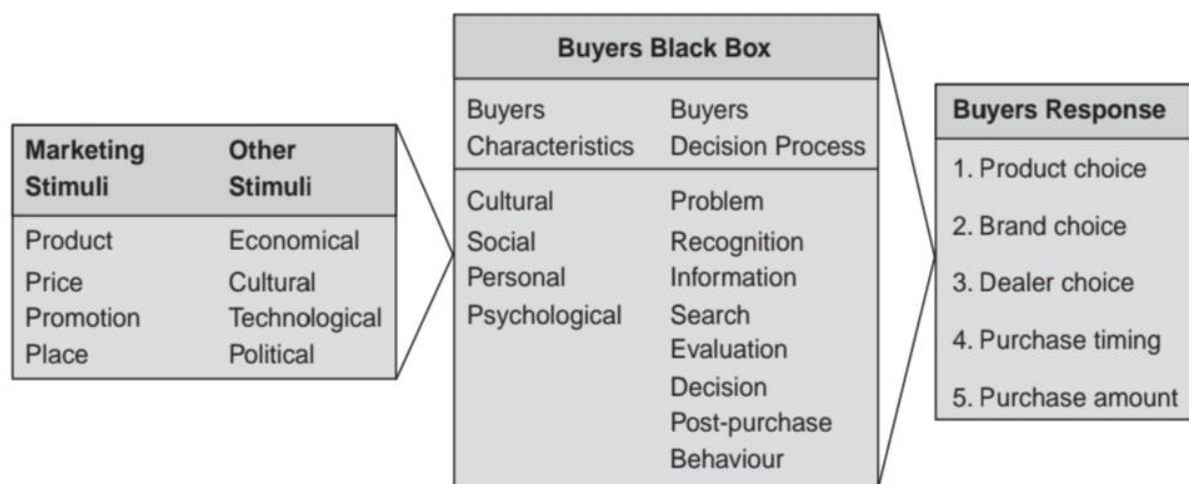 Marketing Stimuli
Other Stimuli
Product
Price
Promotion
Place
Economical
Cultural
Technological
Political
Buyers Black Box
Buyers Characteristics
Buyers Decision Process
Cultural
Social
Personal
Psychological
Problem
Recognition
Information
Search
Evaluation
Decision
Post-purchase
Behaviour
Buyers Response
1. Product choice
2. Brand choice
3. Dealer choice
4. Purchase timing
5. Purchase amount